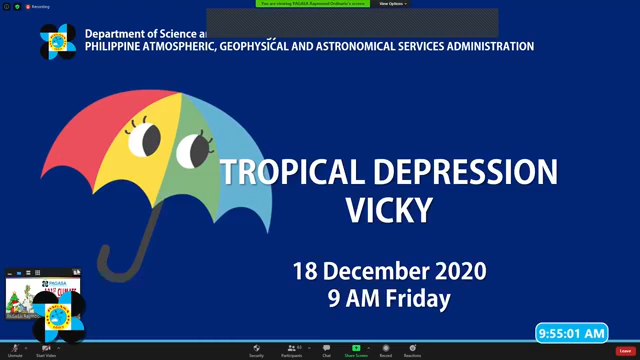 Recording
You are viewing PAGASA Raymond Ordinario's screen
View Options
Department of Science
PHILIPPINE ATMOSPHERIC, GEOPHYSICAL AND ASTRONOMICAL SERVICES ADMINISTRATION
TROPICAL DEPRESSION
VICKY
18 December 2020
9 AM Friday
PAGASA
9:55:01 AM
Unmute
Start Video
Security
Participants
Chat
Share Screen
Record
Reactions
Leave